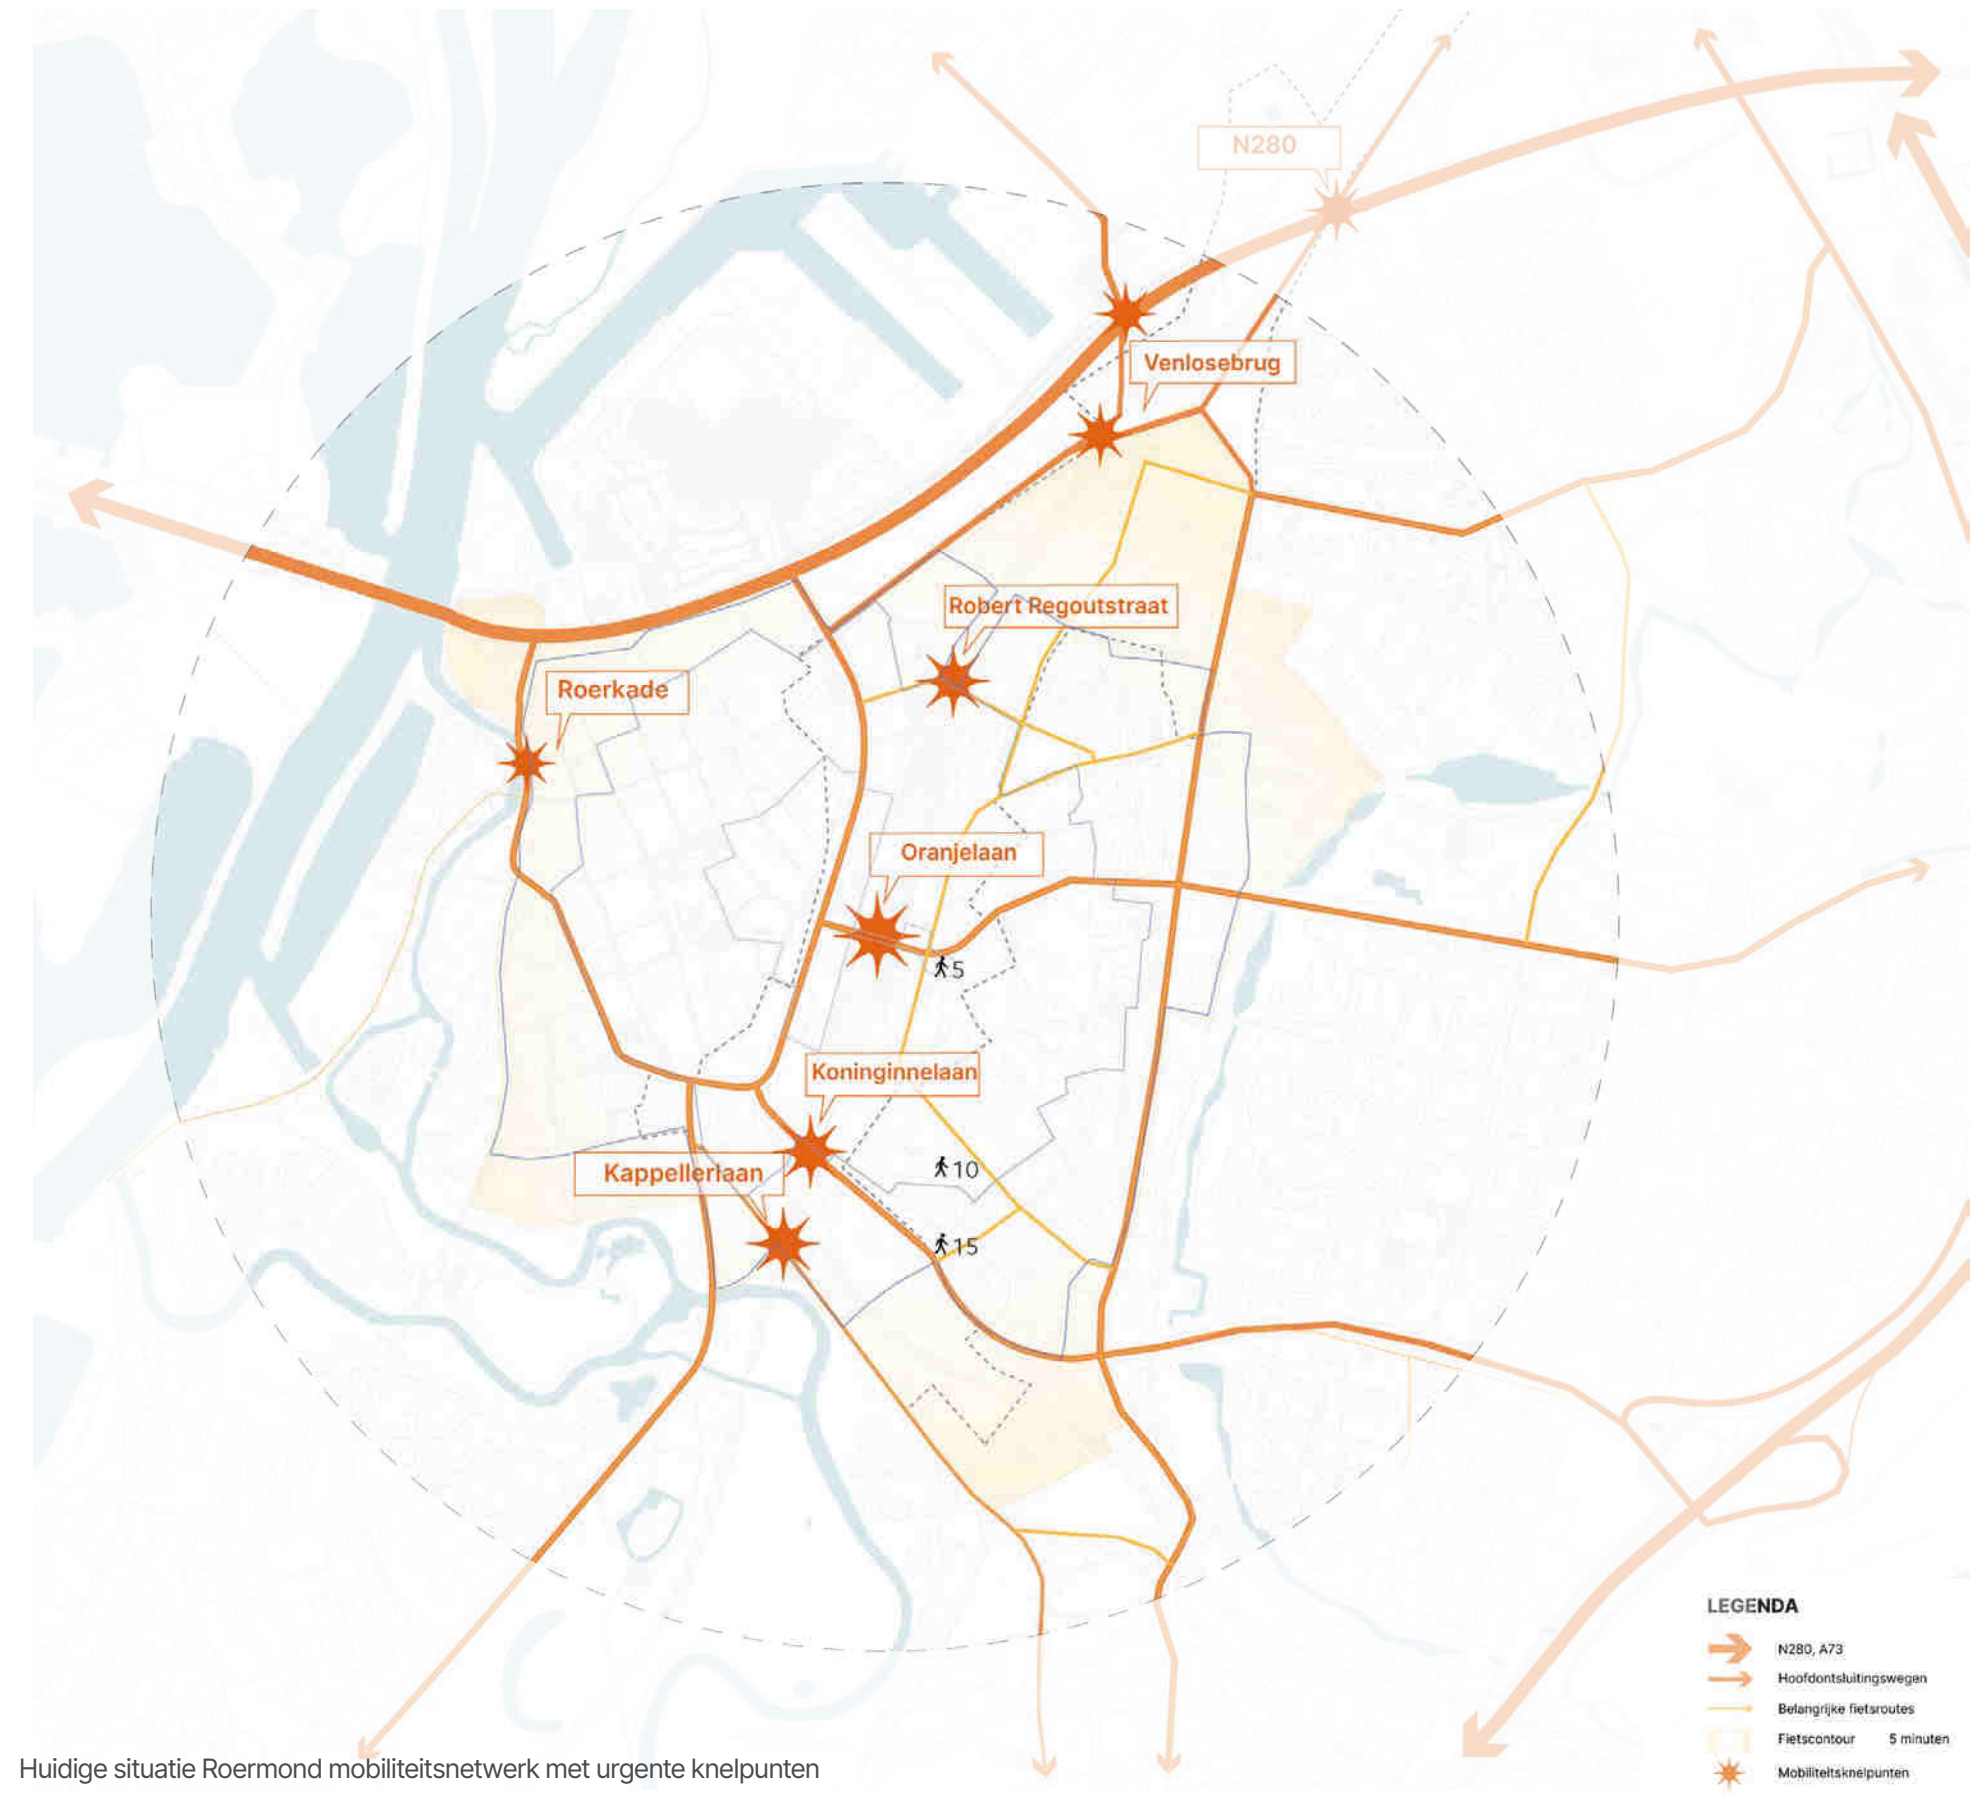 N280
Venlosebrug
Robert Regoutstraat
Roerkade
Oranjelaan
5
Koninginnelaan
10
Kappellerlaan
15
LEGENDA
N280, A73
Hoofdontsluitingswegen
Belangrijke fietsroutes
Fietscontour 5 minuten
Mobiliteitsknelpunten
Huidige situatie Roermond mobiliteitsnetwerk met urgente knelpunten